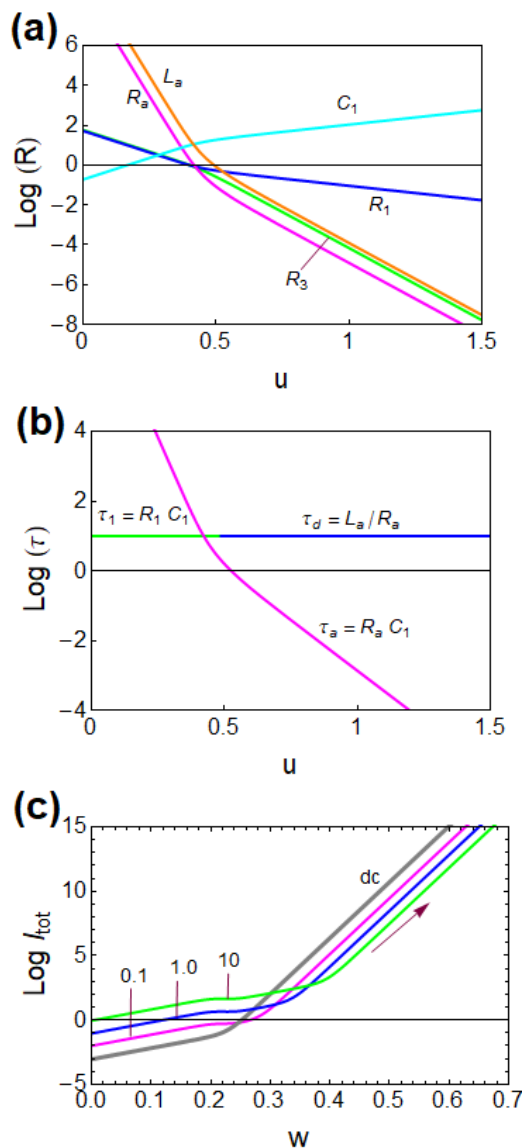 (a)
6
4
2
0
−2
−4
−6
−8
Log (R)
L_a
R_a
C_1
R_1
R_3
0
0.5
1
1.5
u
(b)
4
2
0
−2
−4
Log (τ)
τ_1 = R_1 C_1
τ_d = L_a / R_a
τ_a = R_a C_1
0
0.5
1
1.5
u
(c)
15
10
5
0
−5
Log I_tot
dc
0.1
1.0
10
0.0
0.1
0.2
0.3
0.4
0.5
0.6
0.7
w